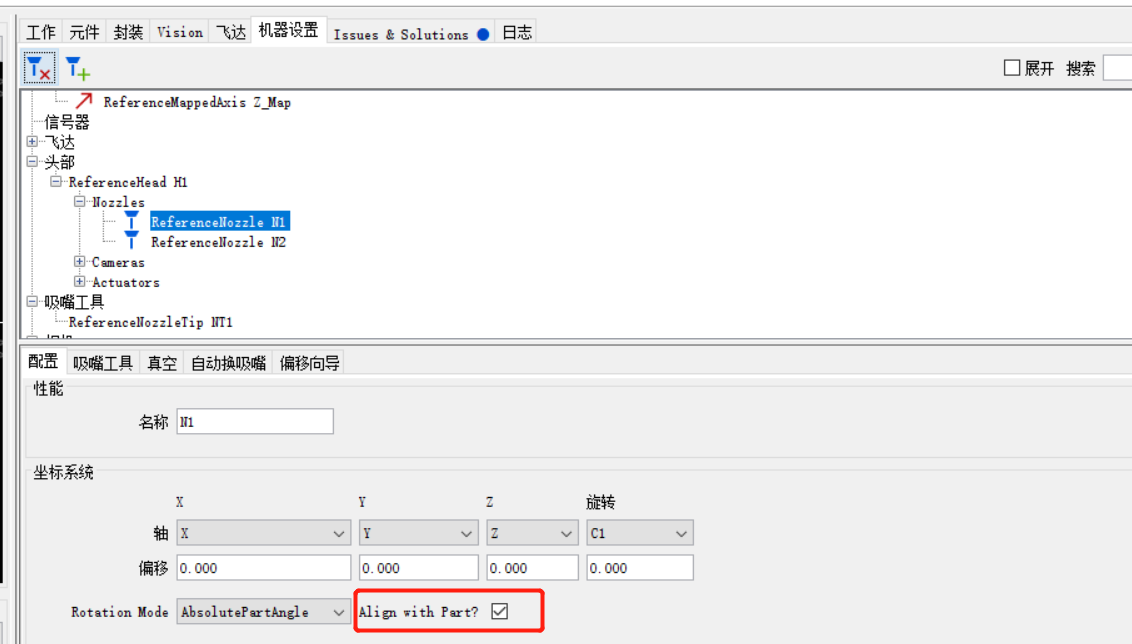 工作 元件 封装 Vision 飞达 机器设置 Issues & Solutions 日志
展开 搜索
ReferenceMappedAxis Z_Map
信号器
飞达
头部
ReferenceHead H1
Nozzles
ReferenceNozzle N1
ReferenceNozzle N2
Cameras
Actuators
吸嘴工具
ReferenceNozzleTip NT1
配置 吸嘴工具 真空 自动换吸嘴 偏移向导
性能
名称 N1
坐标系统
X Y Z 旋转
轴 X Y Z C1
偏移 0.000 0.000 0.000 0.000
Rotation Mode AbsolutePartAngle Align with Part?